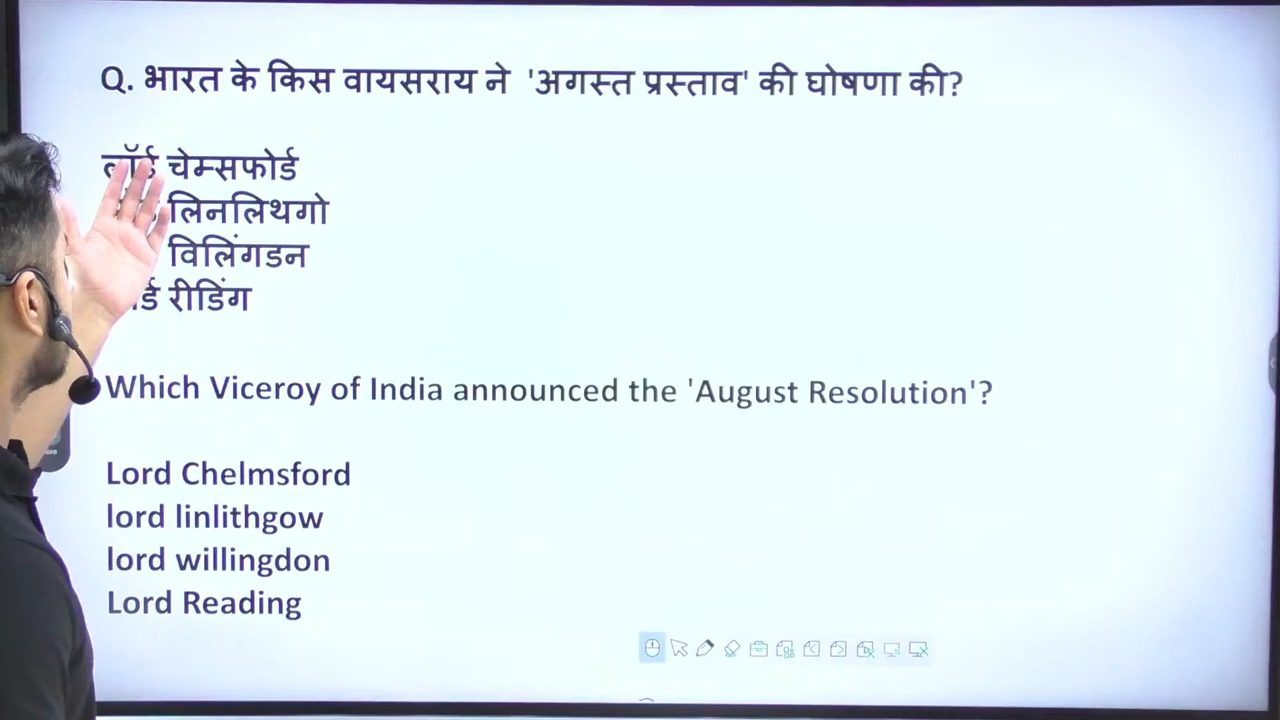 Q. भारत के किस वायसराय ने 'अगस्त प्रस्ताव' की घोषणा की?
लॉर्ड चेम्सफोर्ड
लिनलिथगो
विलिंगडन
रीडिंग
Which Viceroy of India announced the 'August Resolution'?
Lord Chelmsford
lord linlithgow
lord willingdon
Lord Reading